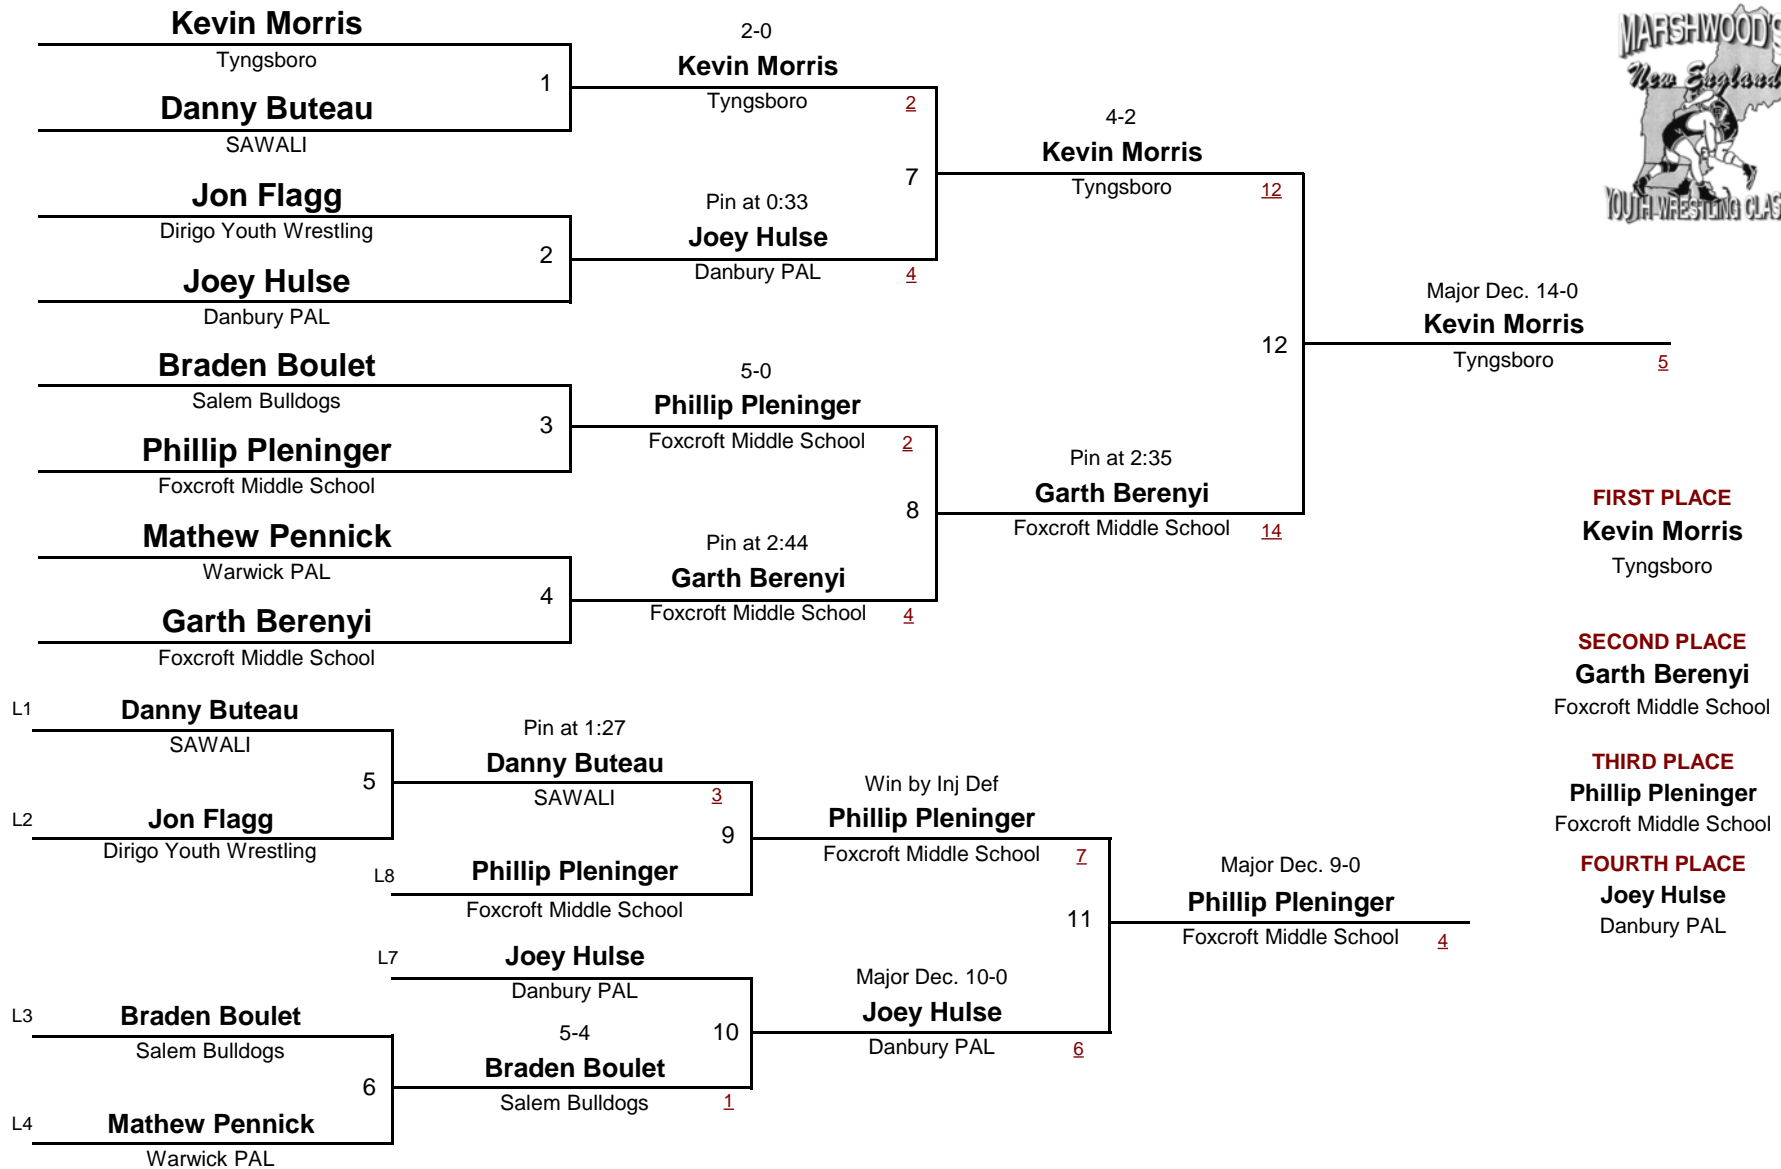 Kevin Morris
Tyngsboro
1
Danny Buteau
SAWALI
Jon Flagg
Dirigo Youth Wrestling
2
Joey Hulse
Danbury PAL
Braden Boulet
Salem Bulldogs
3
Phillip Pleninger
Foxcroft Middle School
Mathew Pennick
Warwick PAL
4
Garth Berenyi
Foxcroft Middle School
2-0
Kevin Morris
Tyngsboro 2
7
Pin at 0:33
Joey Hulse
Danbury PAL 4
5-0
Phillip Pleninger
Foxcroft Middle School 2
8
Pin at 2:44
Garth Berenyi
Foxcroft Middle School 4
4-2
Kevin Morris
Tyngsboro 12
12
Pin at 2:35
Garth Berenyi
Foxcroft Middle School 14
Major Dec. 14-0
Kevin Morris
Tyngsboro 5
MARSHWOOD'S
New England
YOUTH WRESTLING CLAS
FIRST PLACE
Kevin Morris
Tyngsboro
SECOND PLACE
Garth Berenyi
Foxcroft Middle School
THIRD PLACE
Phillip Pleninger
Foxcroft Middle School
FOURTH PLACE
Joey Hulse
Danbury PAL
L1 Danny Buteau
SAWALI
5
L2 Jon Flagg
Dirigo Youth Wrestling
L3 Braden Boulet
Salem Bulldogs
6
L4 Mathew Pennick
Warwick PAL
Pin at 1:27
Danny Buteau
SAWALI 3
9
L8 Phillip Pleninger
Foxcroft Middle School
L7 Joey Hulse
Danbury PAL
10
5-4
Braden Boulet
Salem Bulldogs 1
Win by Inj Def
Phillip Pleninger
Foxcroft Middle School 7
11
Major Dec. 10-0
Joey Hulse
Danbury PAL 6
Major Dec. 9-0
Phillip Pleninger
Foxcroft Middle School 4